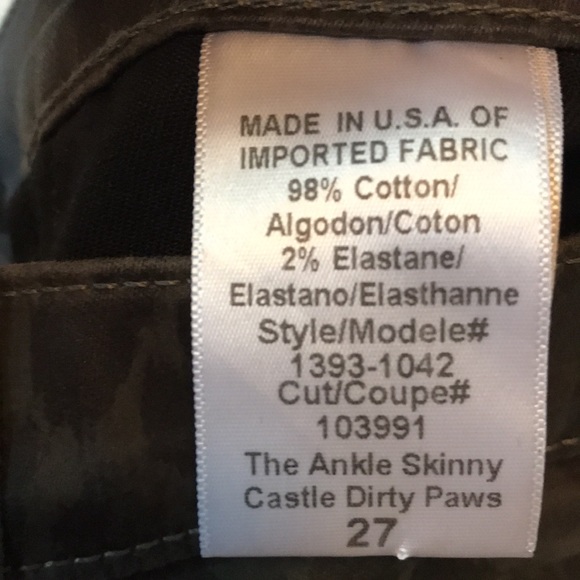 MADE IN U.S.A. OF
IMPORTED FABRIC
98% Cotton/
Algodon/Coton
2% Elastane/
Elastano/Elasthanne
Style/Modele#
1393-1042
Cut/Coupe#
103991
The Ankle Skinny
Castle Dirty Paws
27